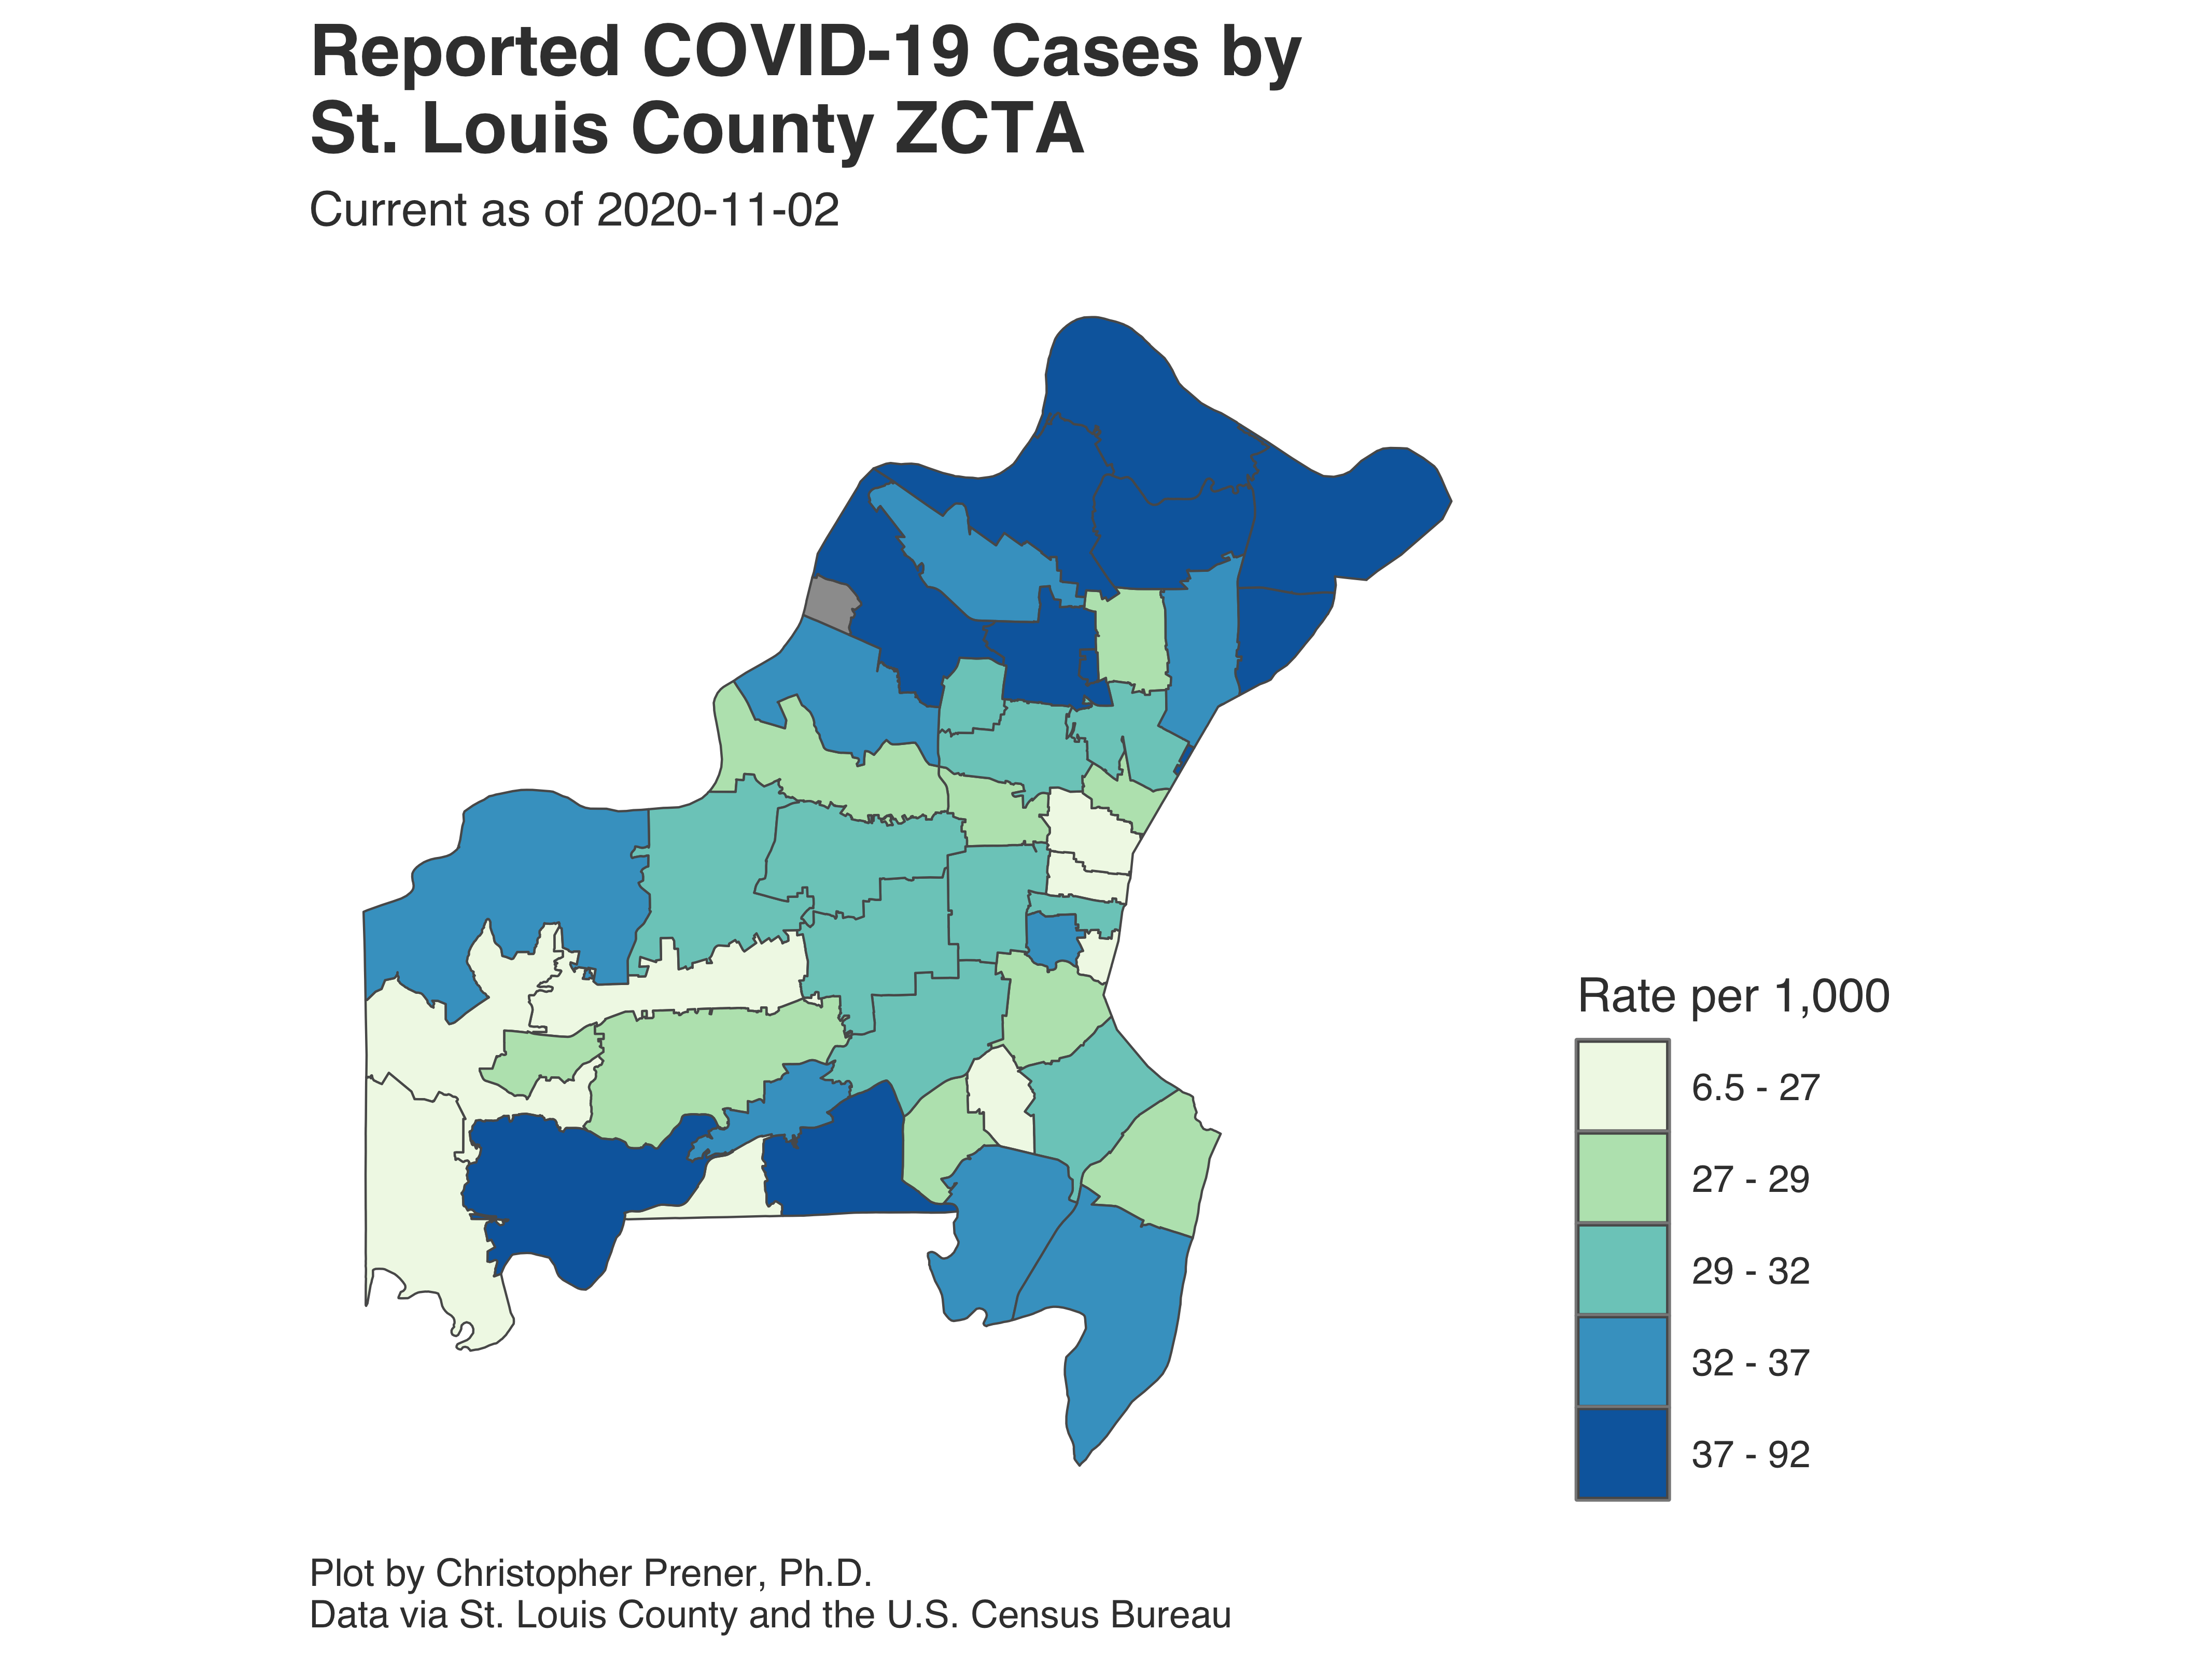 Reported COVID-19 Cases by
St. Louis County ZCTA
Current as of 2020-11-02
Rate per 1,000
6.5 - 27
27 - 29
29 - 32
32 - 37
37 - 92
Plot by Christopher Prener, Ph.D.
Data via St. Louis County and the U.S. Census Bureau